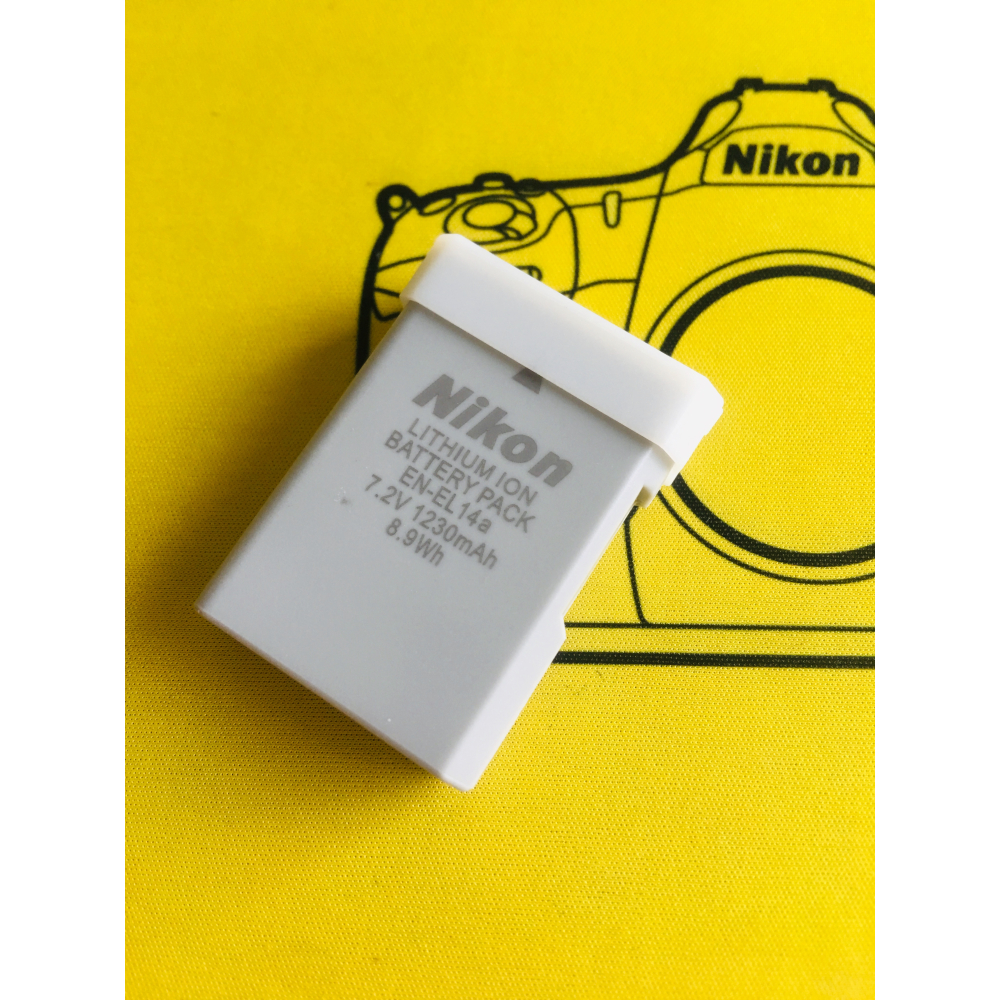 Nikon
Nikon
LITHIUM ION
BATTERY PACK
EN-EL14a
7.2V 1230mAh
8.9Wh